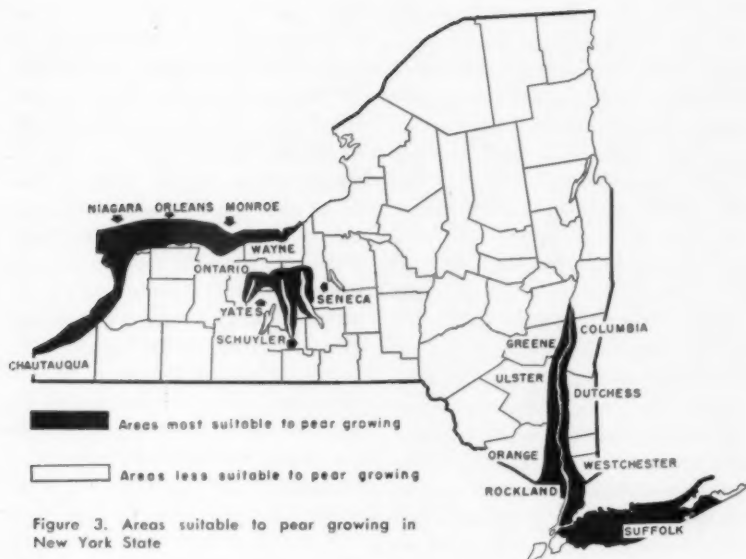 NIAGARA ORLEANS MONROE
WAYNE
ONTARIO
SENECA
YATES
SCHUYLER
CHAUTAUQUA
GREENE
COLUMBIA
ULSTER
DUTCHESS
ORANGE
WESTCHESTER
ROCKLAND
SUFFOLK
Areas most suitable to pear growing
Areas less suitable to pear growing
Figure 3. Areas suitable to pear growing in
New York State